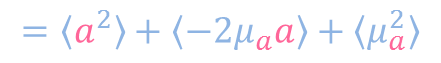 = ⟨a²⟩ + ⟨−2μₐa⟩ + ⟨μₐ²⟩